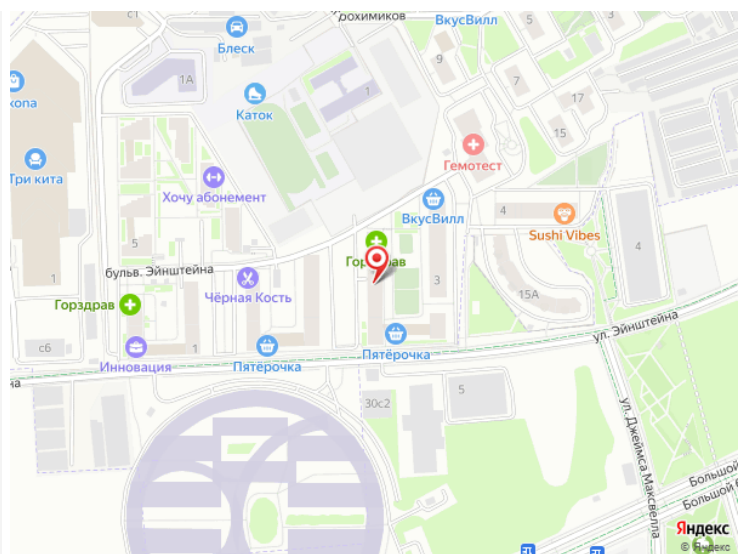 с1
Блеск
рохимиков
ВкусВилл
1А
9
7
17
копа
Каток
1
15
Три кита
Гемотест
Хочу абонемент
ВкусВилл
4
Sushi Vibes
5
4
бульв. Эйнштейна
Горздрав
1
Чёрная Кость
3
15А
Горздрав
с6
Инновация
1
Пятёрочка
Пятёрочка
ул. Эйнштейна
на
30с2
5
ул. Джеймса Максвелла
Большой
Большой б
Яндекс
© Яндекс